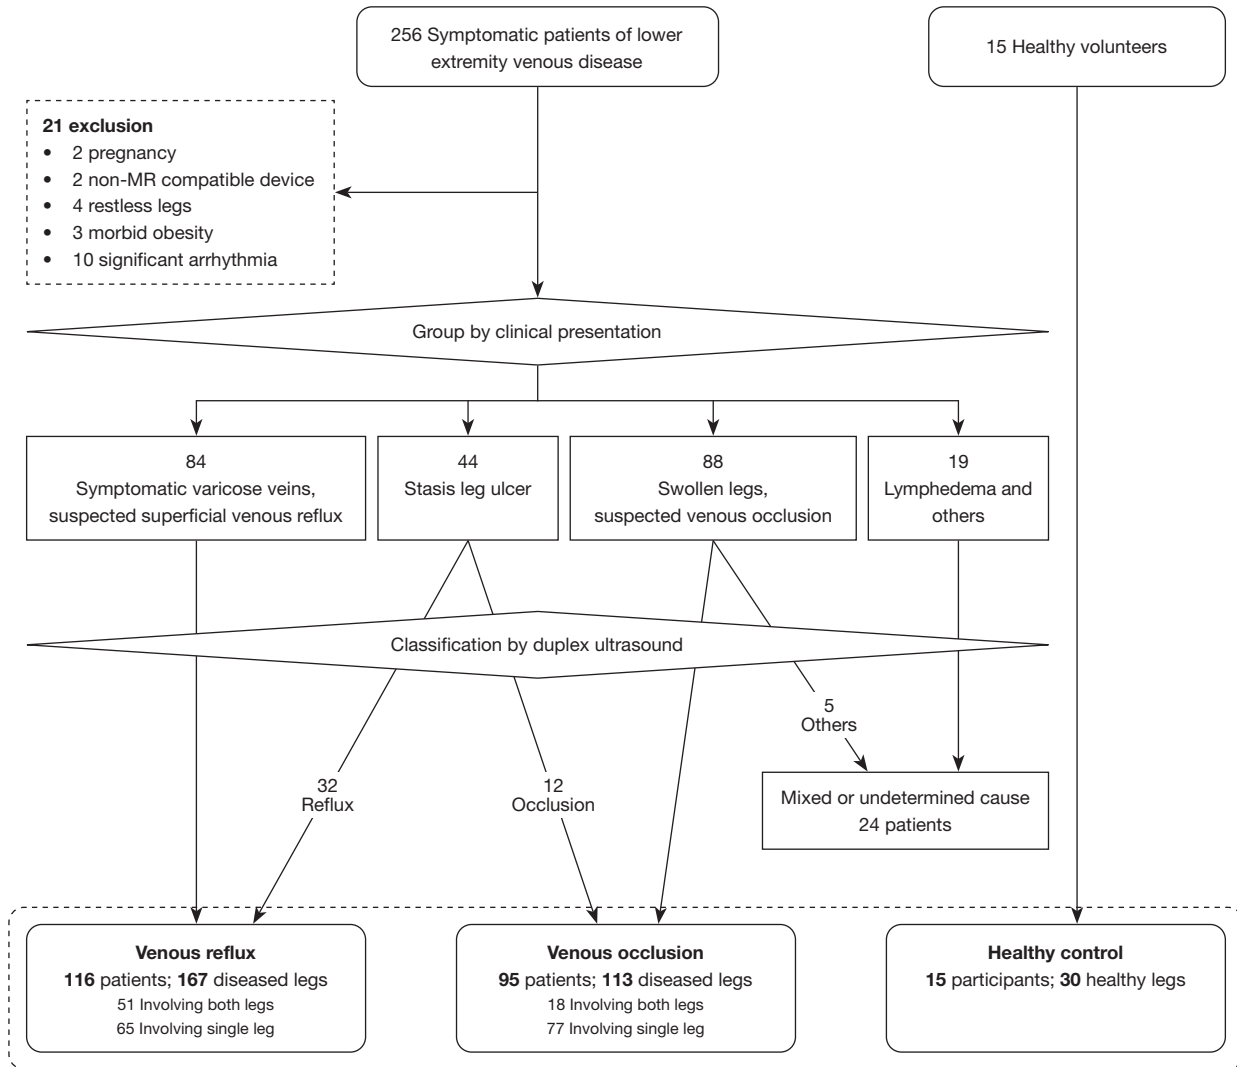 256 Symptomatic patients of lower
extremity venous disease
15 Healthy volunteers
21 exclusion
• 2 pregnancy
• 2 non-MR compatible device
• 4 restless legs
• 3 morbid obesity
• 10 significant arrhythmia
Group by clinical presentation
84
Symptomatic varicose veins,
suspected superficial venous reflux
44
Stasis leg ulcer
88
Swollen legs,
suspected venous occlusion
19
Lymphedema and
others
Classification by duplex ultrasound
5
Others
32
Reflux
12
Occlusion
Mixed or undetermined cause
24 patients
Venous reflux
116 patients; 167 diseased legs
51 Involving both legs
65 Involving single leg
Venous occlusion
95 patients; 113 diseased legs
18 Involving both legs
77 Involving single leg
Healthy control
15 participants; 30 healthy legs